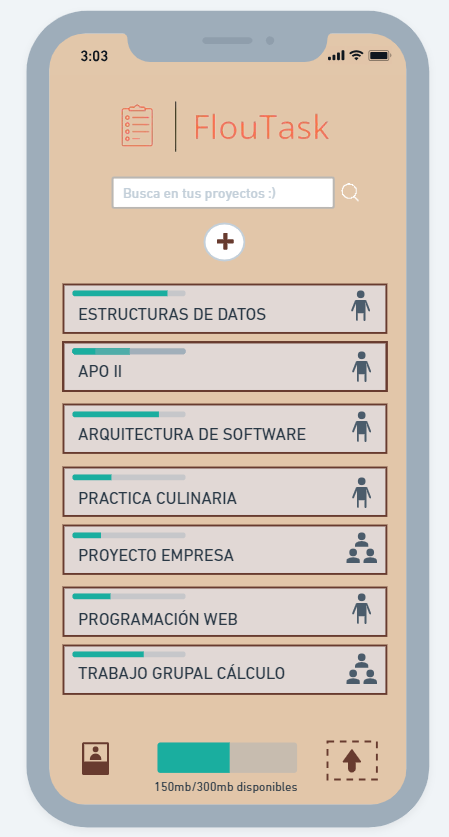 3:03
FlouTask
Busca en tus proyectos :)
ESTRUCTURAS DE DATOS
APO II
ARQUITECTURA DE SOFTWARE
PRACTICA CULINARIA
PROYECTO EMPRESA
PROGRAMACIÓN WEB
TRABAJO GRUPAL CÁLCULO
150mb/300mb disponibles